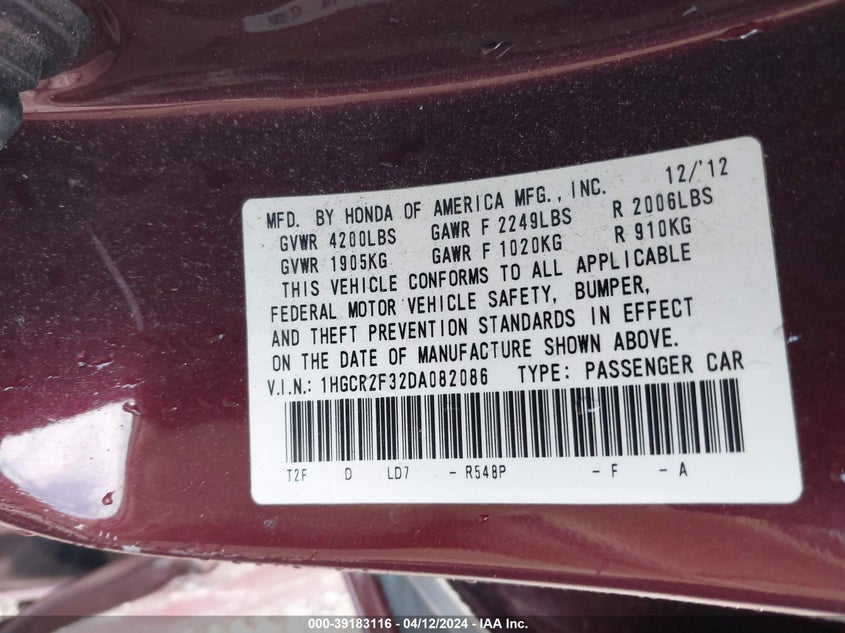 12/'12
MFD. BY HONDA OF AMERICA MFG., INC.
GVWR 4200LBS GAWR F 2249LBS R 2006LBS
GVWR 1905KG GAWR F 1020KG R 910KG
THIS VEHICLE CONFORMS TO ALL APPLICABLE
FEDERAL MOTOR VEHICLE SAFETY, BUMPER,
AND THEFT PREVENTION STANDARDS IN EFFECT
ON THE DATE OF MANUFACTURE SHOWN ABOVE.
V.I.N.: 1HGCR2F32DA082086 TYPE: PASSENGER CAR
T2F D LD7 - R548P - F - A
000-39183116 - 04/12/2024 - IAA Inc.